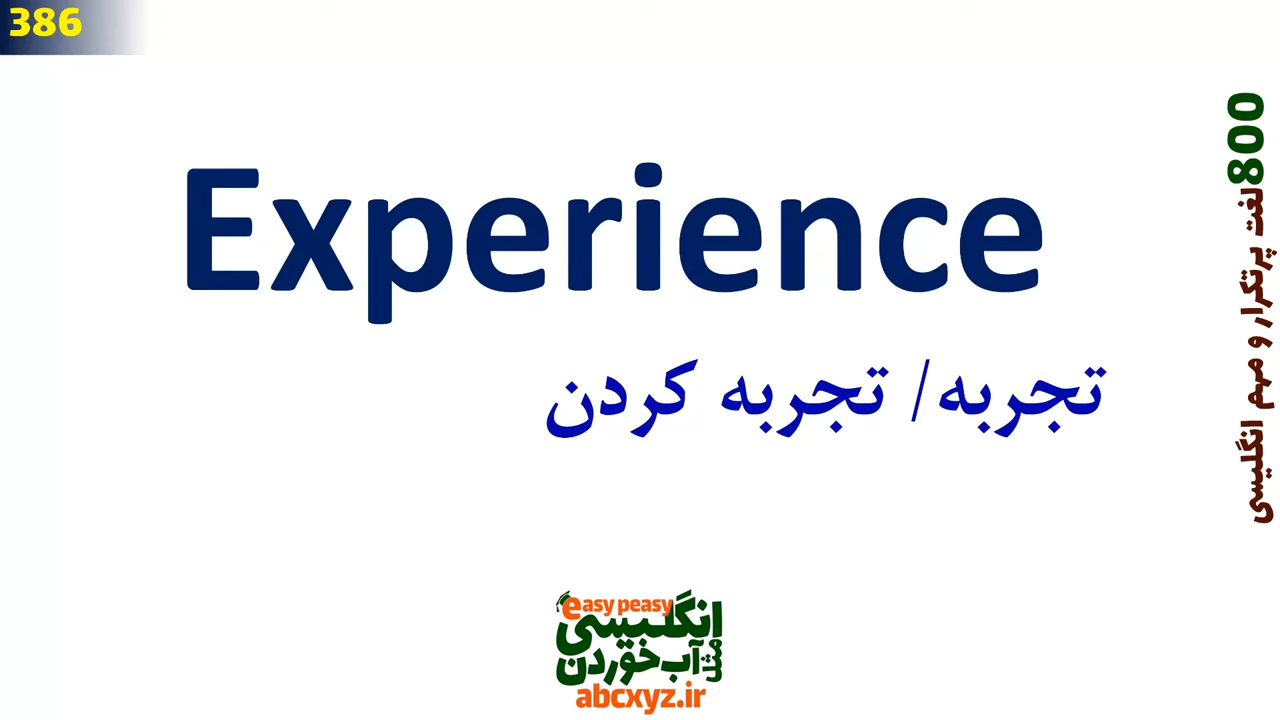 386
Experience
تجربه/ تجربه کردن
800 لغت پرتکرار و مهم انگلیسی
easy peasy
انگلیسی
مثل آب خوردن
abcxyz.ir